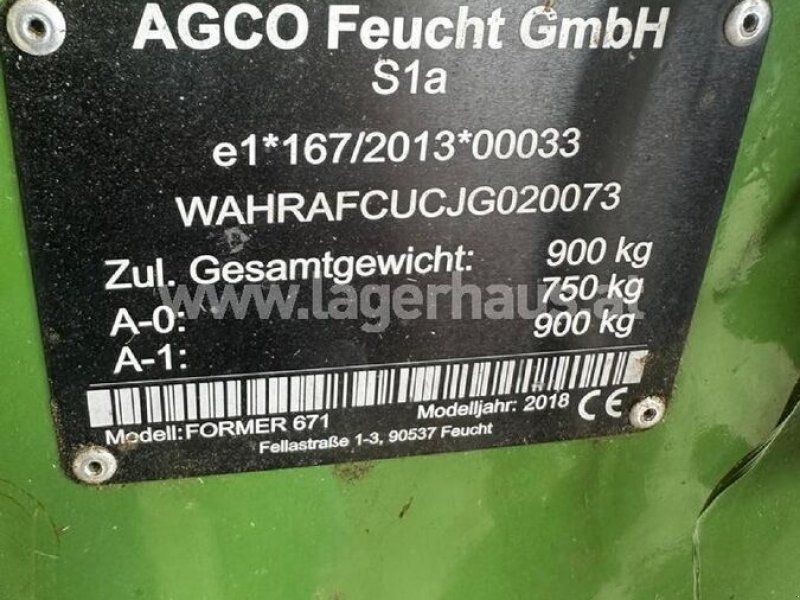 AGCO Feucht GmbH
S1a
e1*167/2013*00033
WAHRAFCUCJG020073
Zul. Gesamtgewicht: 900 kg
A-0: 750 kg
A-1: 900 kg
www.lagerhaus.at
Modell: FORMER 671 Modelljahr: 2018 CE
Fellastraße 1-3, 90537 Feucht